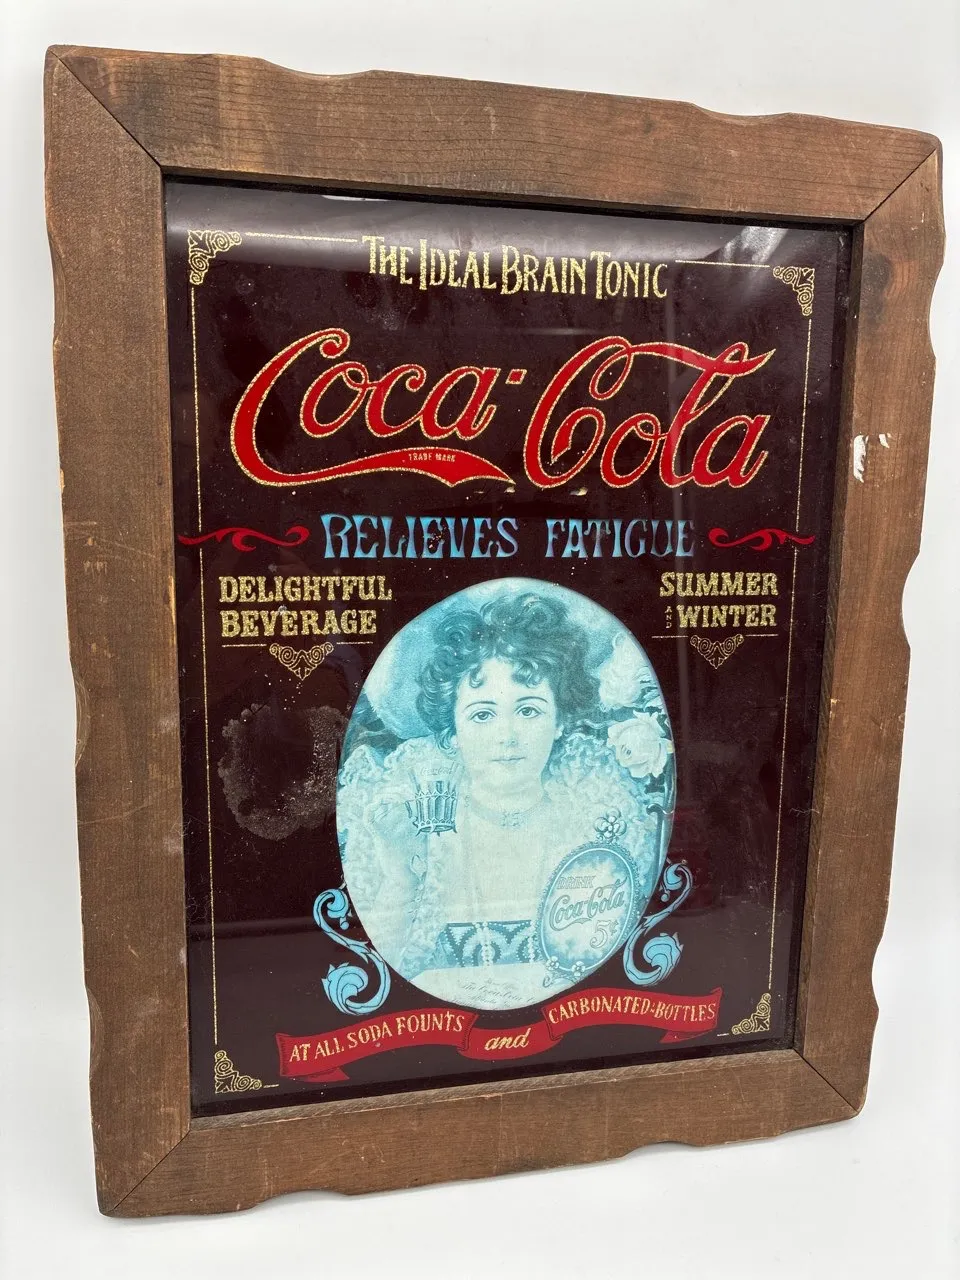 THE IDEAL BRAIN TONIC
Coca-Cola
TRADE MARK
RELIEVES FATIGUE
DELIGHTFUL
BEVERAGE
SUMMER
AND WINTER
DRINK
Coca-Cola
5¢
AT ALL SODA FOUNTS and CARBONATED IN BOTTLES